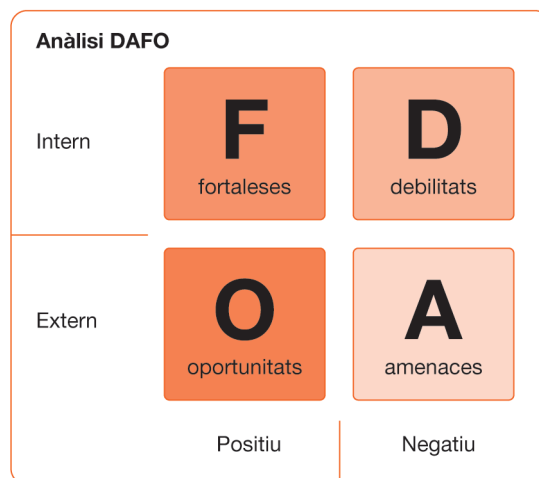 Anàlisi DAFO
Intern
F
fortaleses
D
debilitats
Extern
O
oportunitats
A
amenaces
Positiu
Negatiu